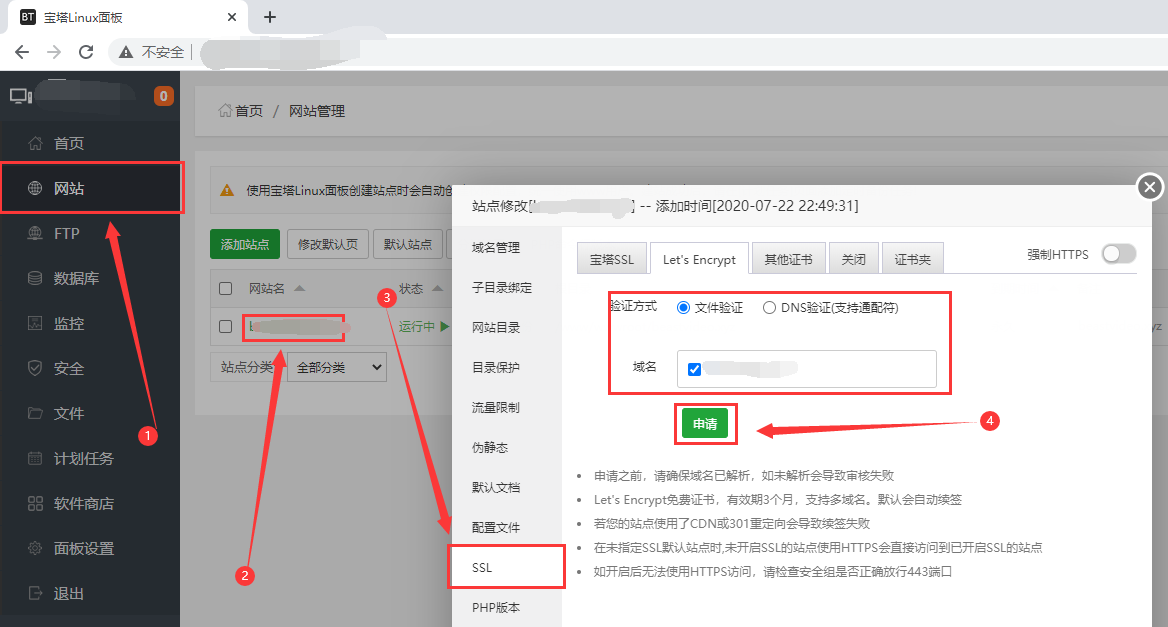 BT 宝塔Linux面板
不安全
0
首页
网站
FTP
数据库
监控
安全
文件
计划任务
软件商店
面板设置
退出
1
首页 / 网站管理
使用宝塔Linux面板创建站点时会自动
添加站点 修改默认页 默认站点
网站名 状态
运行中
站点分类 全部分类
2
3
站点修改[ ] -- 添加时间[2020-07-22 22:49:31]
域名管理
子目录绑定
网站目录
目录保护
流量限制
伪静态
默认文档
配置文件
SSL
PHP版本
宝塔SSL Let's Encrypt 其他证书 关闭 证书夹 强制HTTPS
验证方式 文件验证 DNS验证(支持通配符)
域名
申请
4
申请之前，请确保域名已解析，如未解析会导致审核失败
Let's Encrypt免费证书，有效期3个月，支持多域名。默认会自动续签
若您的站点使用了CDN或301重定向会导致续签失败
在未指定SSL默认站点时,未开启SSL的站点使用HTTPS会直接访问到已开启SSL的站点
如开启后无法使用HTTPS访问，请检查安全组是否正确放行443端口
yz